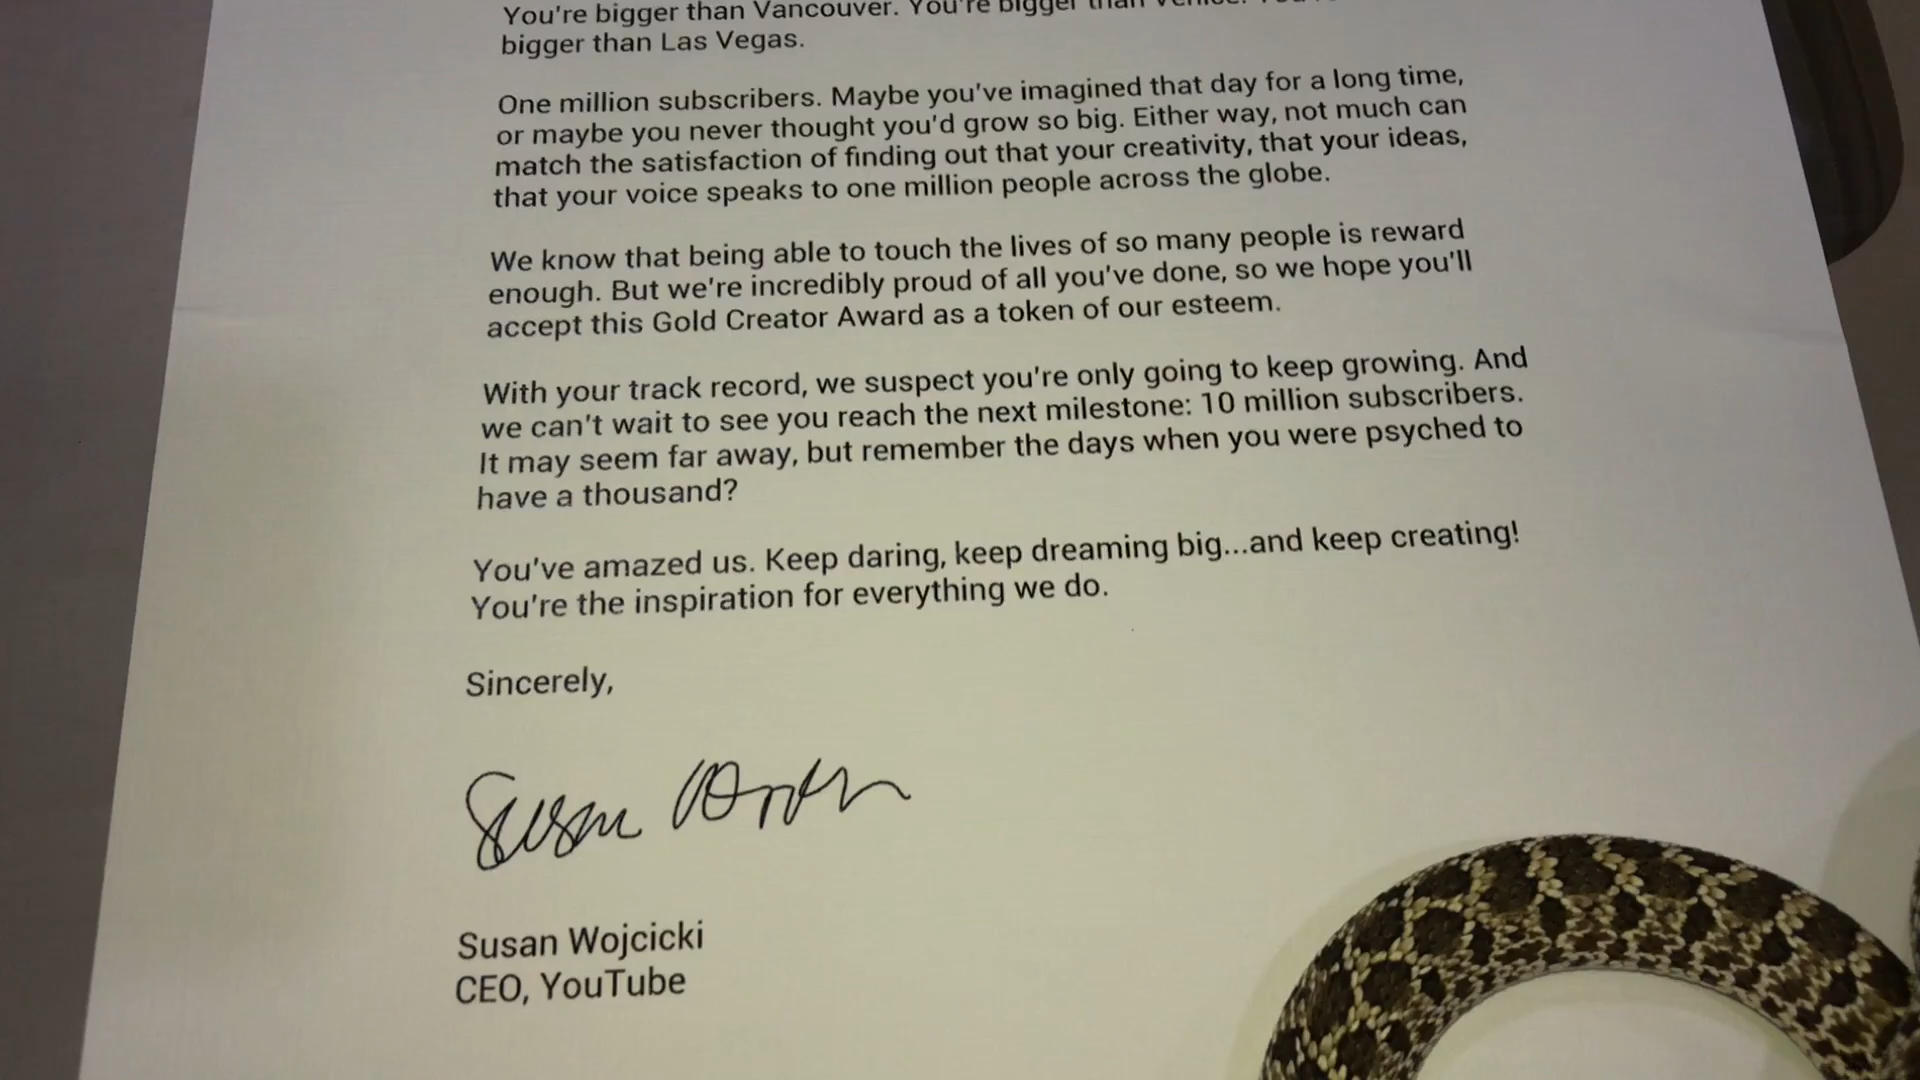 You're bigger than Vancouver. You're bigger than Venice.
bigger than Las Vegas.
One million subscribers. Maybe you've imagined that day for a long time,
or maybe you never thought you'd grow so big. Either way, not much can
match the satisfaction of finding out that your creativity, that your ideas,
that your voice speaks to one million people across the globe.
We know that being able to touch the lives of so many people is reward
enough. But we're incredibly proud of all you've done, so we hope you'll
accept this Gold Creator Award as a token of our esteem.
With your track record, we suspect you're only going to keep growing. And
we can't wait to see you reach the next milestone: 10 million subscribers.
It may seem far away, but remember the days when you were psyched to
have a thousand?
You've amazed us. Keep daring, keep dreaming big...and keep creating!
You're the inspiration for everything we do.
Sincerely,
Susan Wojcicki
CEO, YouTube